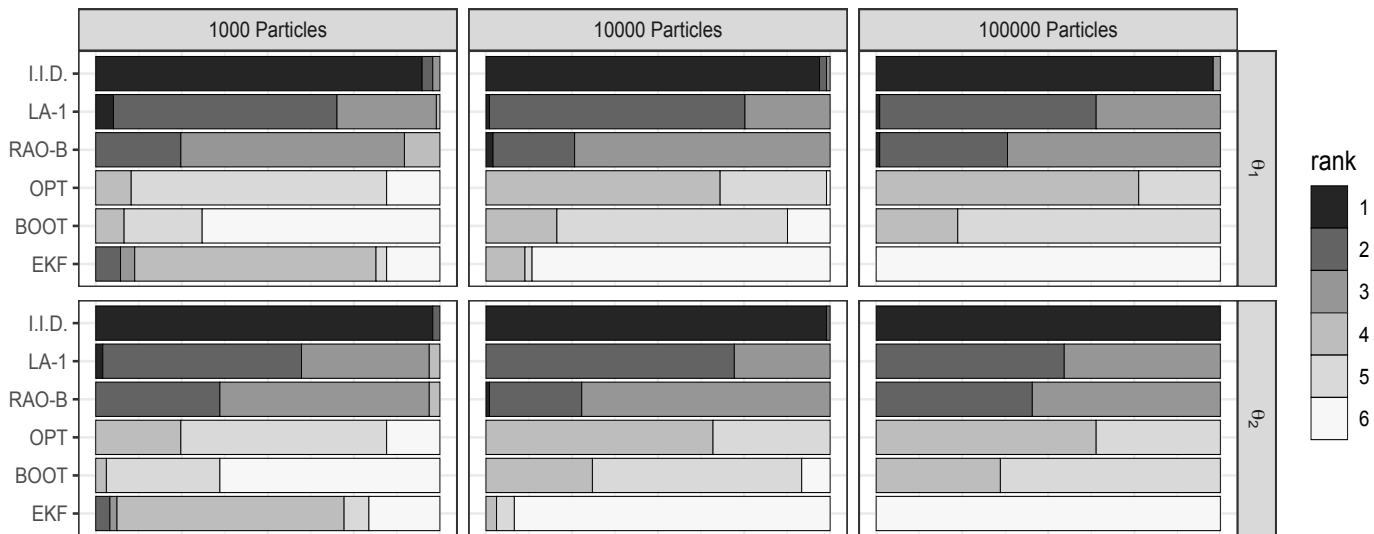 1000 Particles
10000 Particles
100000 Particles
I.I.D.
LA-1
RAO-B
OPT
BOOT
EKF
θ1
I.I.D.
LA-1
RAO-B
OPT
BOOT
EKF
θ2
rank
1
2
3
4
5
6